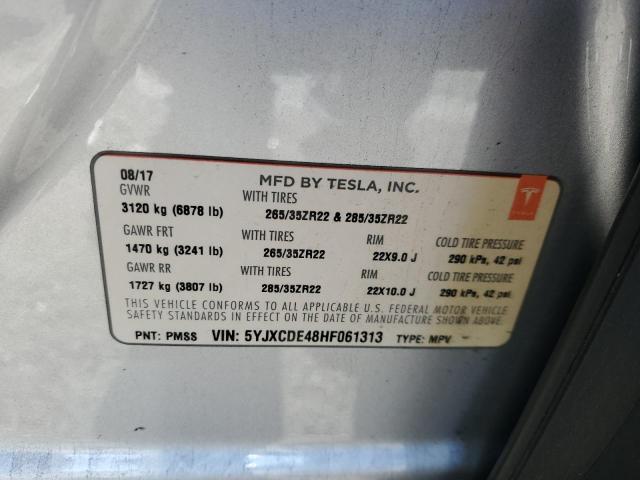 08/17
MFD BY TESLA, INC.
TESLA
GVWR
WITH TIRES
3120 kg (6878 lb)
265/35ZR22 & 285/35ZR22
GAWR FRT
WITH TIRES
RIM
COLD TIRE PRESSURE
1470 kg (3241 lb)
265/35ZR22
22X9.0 J
290 kPa, 42 psi
GAWR RR
WITH TIRES
RIM
COLD TIRE PRESSURE
1727 kg (3807 lb)
285/35ZR22
22X10.0 J
290 kPa, 42 psi
THIS VEHICLE CONFORMS TO ALL APPLICABLE U.S. FEDERAL MOTOR VEHICLE
SAFETY STANDARDS IN EFFECT ON THE DATE OF MANUFACTURE SHOWN ABOVE.
PNT: PMSS VIN: 5YJXCDE48HF061313 TYPE: MPV